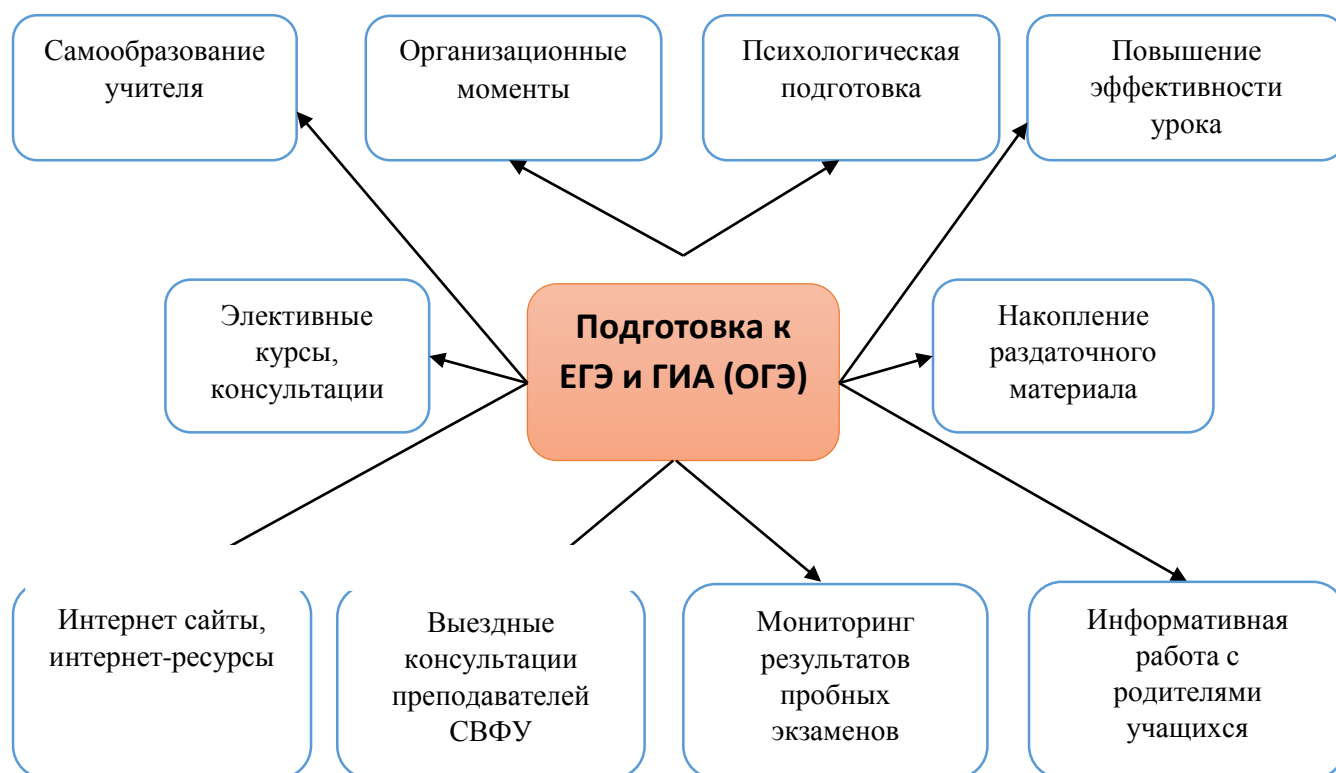 Самообразование
учителя
Организационные
моменты
Психологическая
подготовка
Повышение
эффективности
урока
Элективные
курсы,
консультации
Подготовка к
ЕГЭ и ГИА (ОГЭ)
Накопление
раздаточного
материала
Интернет сайты,
интернет-ресурсы
Выездные
консультации
преподавателей
СВФУ
Мониторинг
результатов
пробных
экзаменов
Информативная
работа с
родителями
учащихся